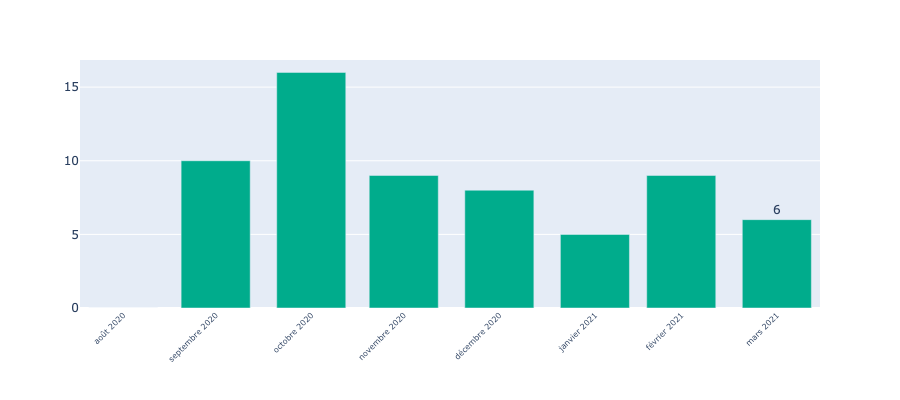 15
10
5
0
6
août 2020
septembre 2020
octobre 2020
novembre 2020
décembre 2020
janvier 2021
février 2021
mars 2021